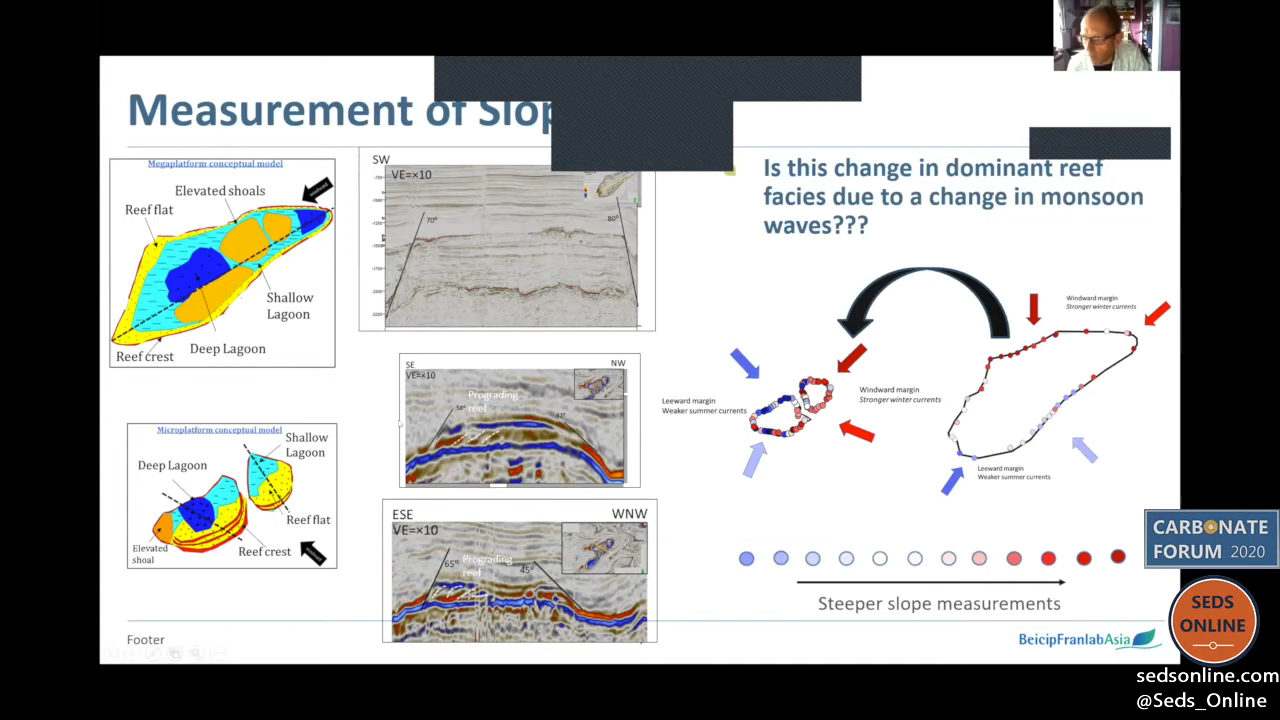 Measurement of Slop
Megaplatform conceptual model
Elevated shoals
Reef flat
Shallow
Lagoon
Deep Lagoon
Reef crest
Microplatform conceptual model
Shallow
Lagoon
Deep Lagoon
Reef flat
Elevated
shoal
Reef crest
SW
VE=×10
70°
80°
SE
NW
VE=×10
Prograding
reef
ESE
WNW
VE=×10
65°
Prograding
reef
45°
Is this change in dominant reef
facies due to a change in monsoon
waves???
Windward margin
Stronger winter currents
Leeward margin
Weaker summer currents
Windward margin
Stronger winter currents
Leeward margin
Weaker summer currents
Steeper slope measurements
Footer
BeicipFranlabAsia
CARBONATE
FORUM 2020
SEDS
ONLINE
sedsonline.com
@Seds_Online